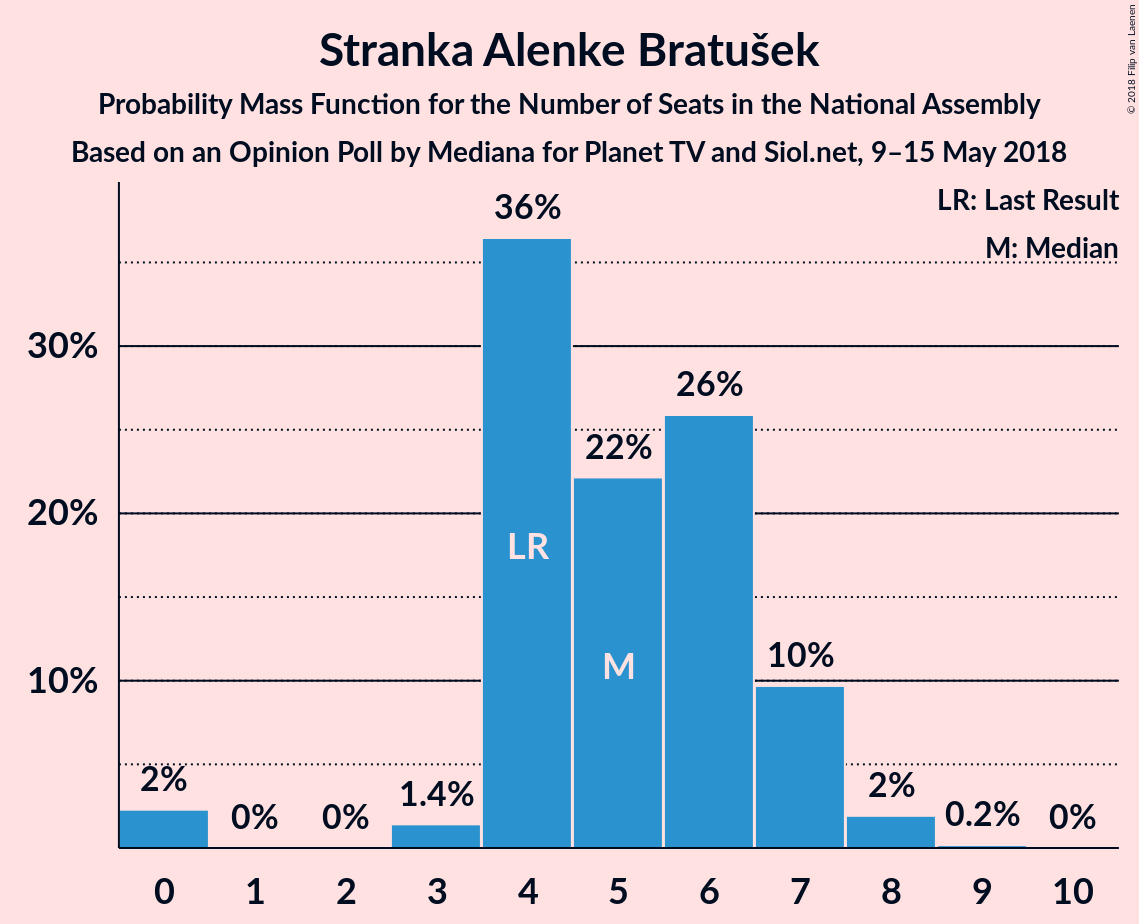 Stranka Alenke Bratušek
Probability Mass Function for the Number of Seats in the National Assembly
Based on an Opinion Poll by Mediana for Planet TV and Siol.net, 9–15 May 2018
© 2018 Filip van Laenen
LR: Last Result
M: Median
36%
30%
26%
22%
20%
LR
M
10%
10%
2%
0%
0%
1.4%
2%
0.2%
0%
0 1 2 3 4 5 6 7 8 9 10